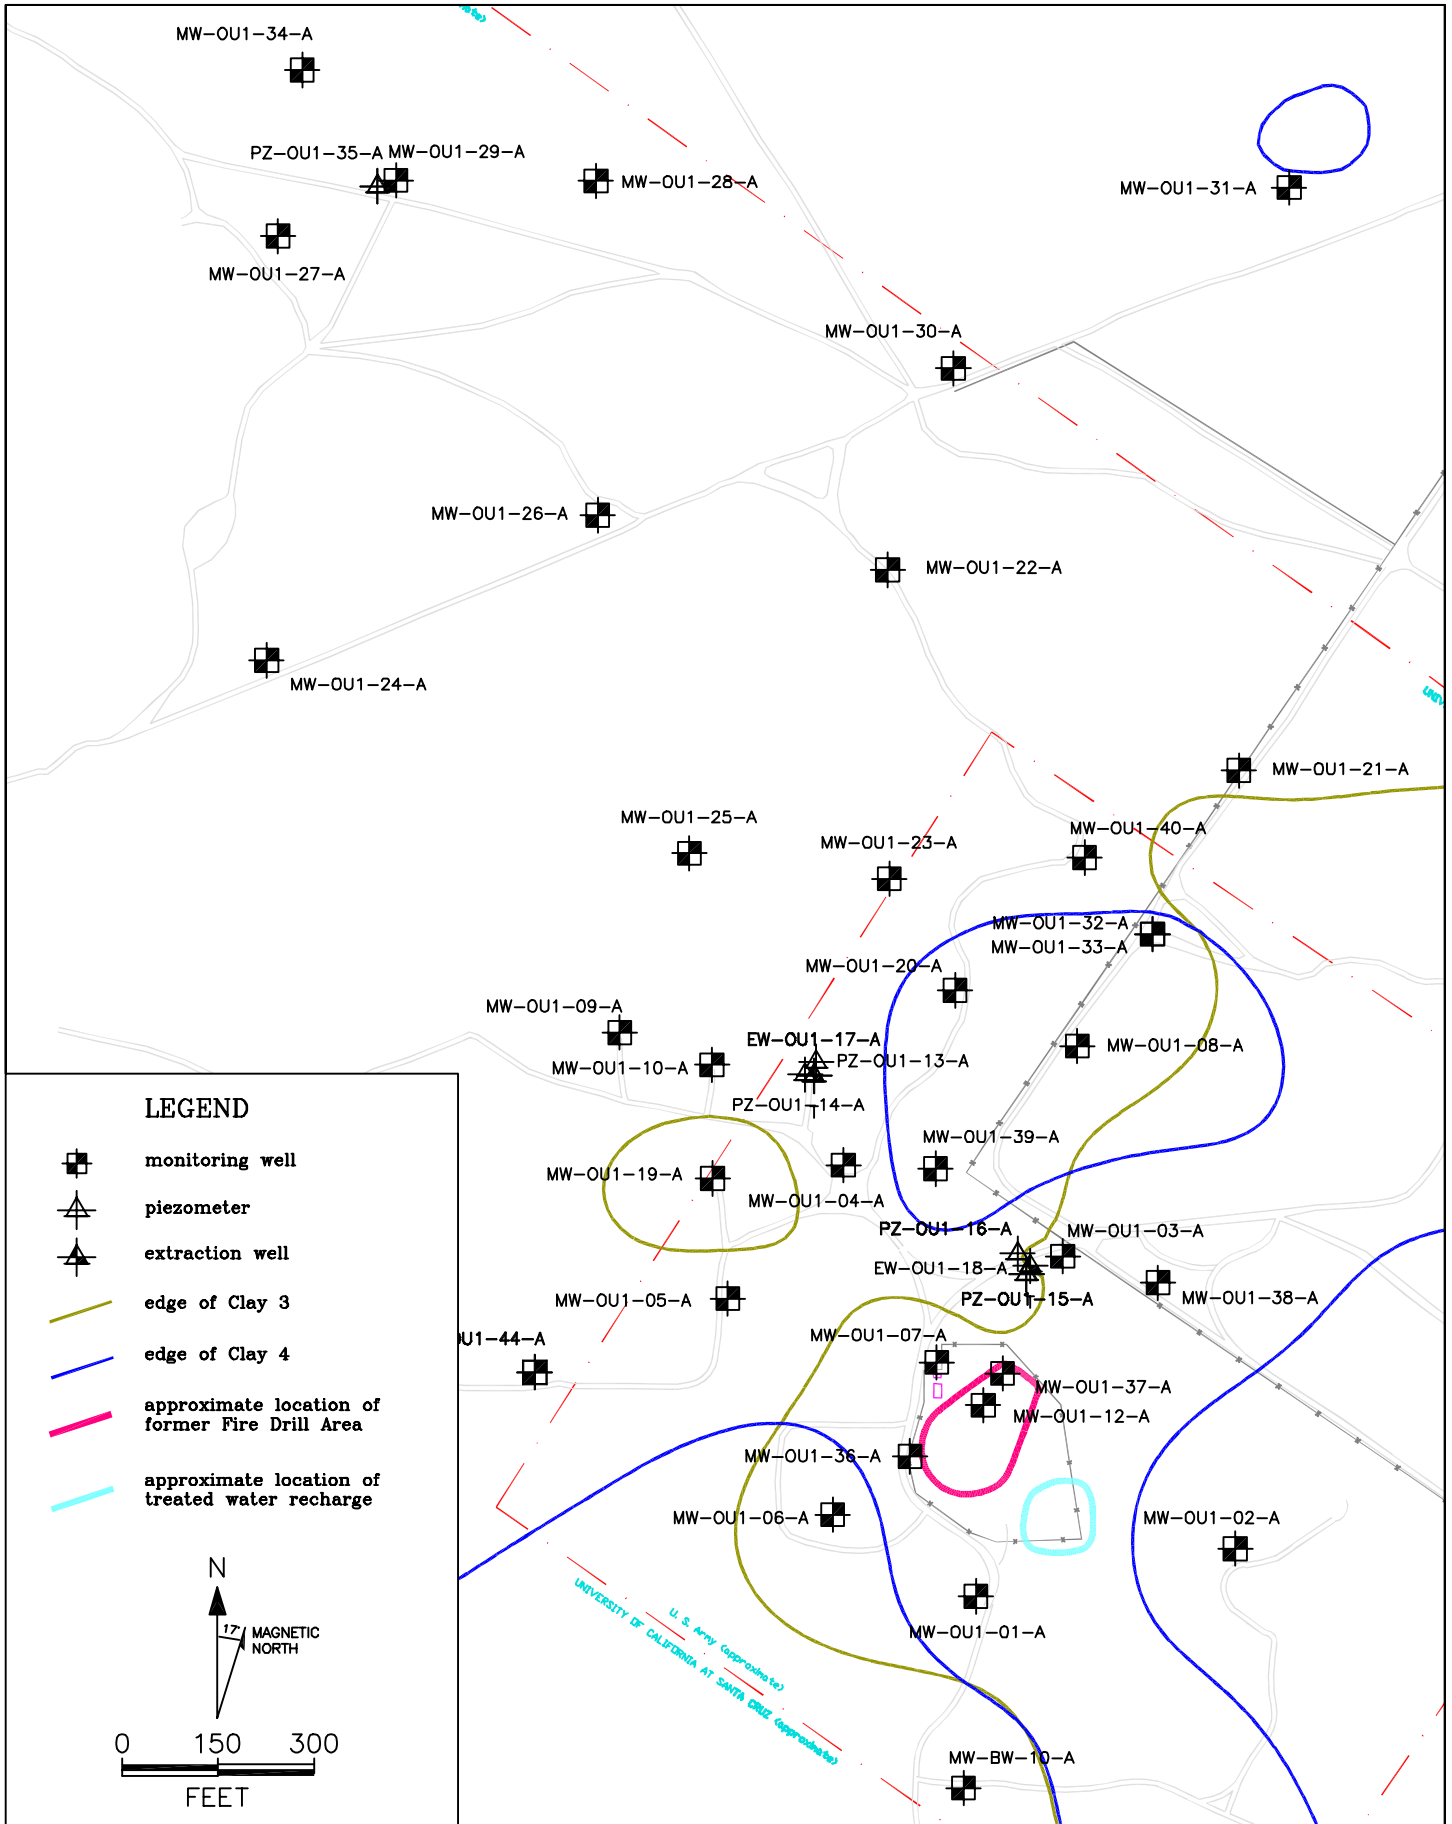 MW-OU1-34-A
PZ-OU1-35-A
MW-OU1-29-A
MW-OU1-28-A
MW-OU1-31-A
MW-OU1-27-A
MW-OU1-30-A
MW-OU1-26-A
MW-OU1-22-A
MW-OU1-24-A
MW-OU1-21-A
MW-OU1-25-A
MW-OU1-23-A
MW-OU1-40-A
MW-OU1-32-A
MW-OU1-33-A
MW-OU1-20-A
MW-OU1-09-A
EW-OU1-17-A
MW-OU1-08-A
MW-OU1-10-A
PZ-OU1-13-A
PZ-OU1-14-A
MW-OU1-39-A
MW-OU1-19-A
MW-OU1-04-A
PZ-OU1-16-A
MW-OU1-03-A
EW-OU1-18-A
PZ-OU1-15-A
MW-OU1-38-A
MW-OU1-05-A
MW-OU1-07-A
OU1-44-A
MW-OU1-37-A
MW-OU1-12-A
MW-OU1-36-A
MW-OU1-06-A
MW-OU1-02-A
MW-OU1-01-A
U. S. Army (approximate)
UNIVERSITY OF CALIFORNIA AT SANTA CRUZ (approximate)
MW-BW-10-A
LEGEND
monitoring well
piezometer
extraction well
edge of Clay 3
edge of Clay 4
approximate location of
former Fire Drill Area
approximate location of
treated water recharge
N
17°
MAGNETIC
NORTH
0 150 300
FEET